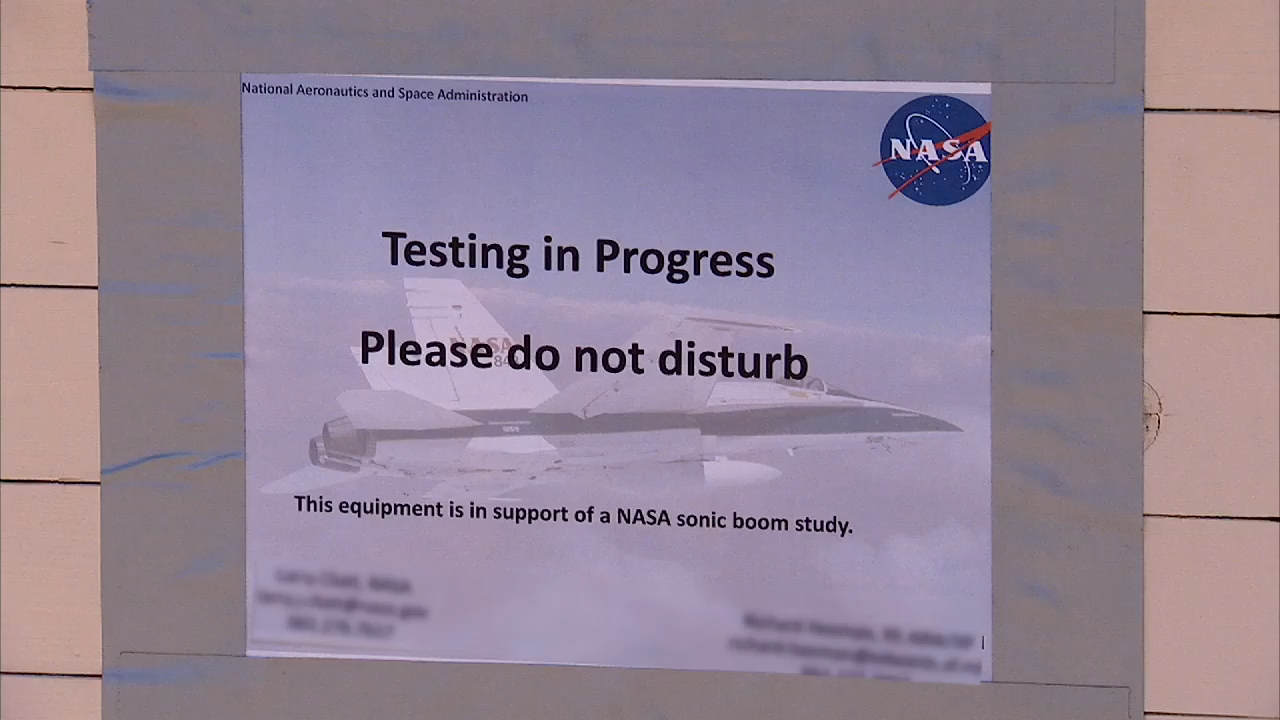 National Aeronautics and Space Administration
NASA
Testing in Progress
NASA
Please do not disturb
This equipment is in support of a NASA sonic boom study.